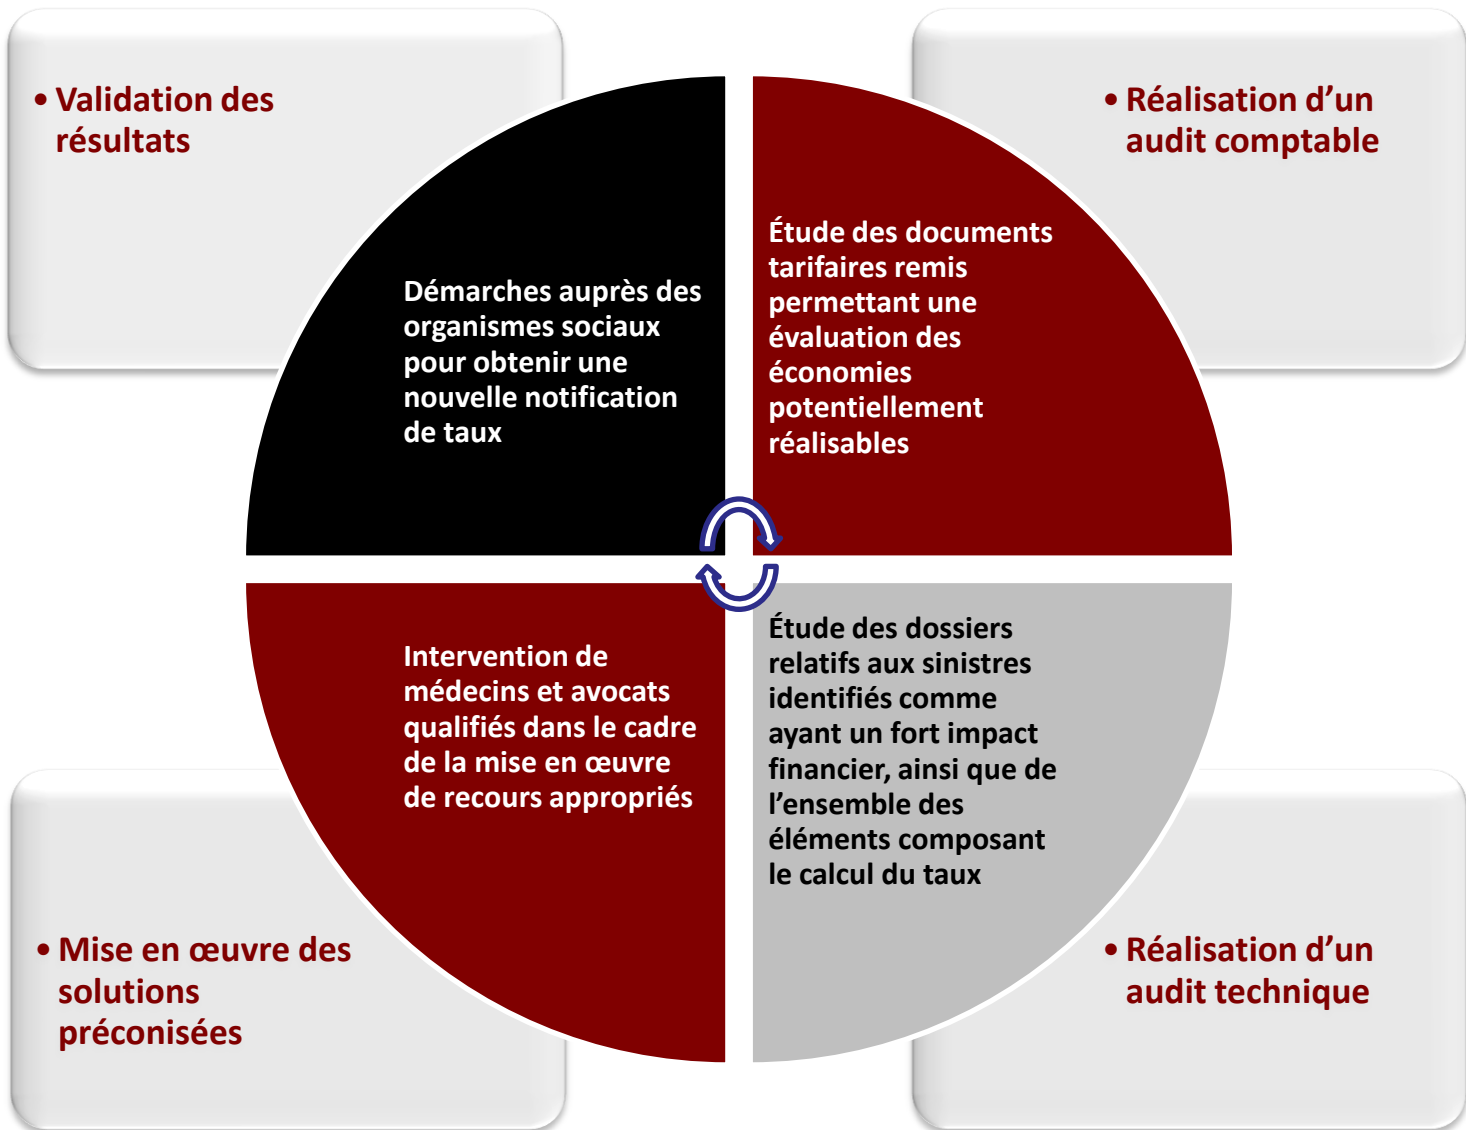 • Validation des
résultats
• Réalisation d’un
audit comptable
Démarches auprès des
organismes sociaux
pour obtenir une
nouvelle notification
de taux
Étude des documents
tarifaires remis
permettant une
évaluation des
économies
potentiellement
réalisables
Intervention de
médecins et avocats
qualifiés dans le cadre
de la mise en œuvre
de recours appropriés
Étude des dossiers
relatifs aux sinistres
identifiés comme
ayant un fort impact
financier, ainsi que de
l’ensemble des
éléments composant
le calcul du taux
• Mise en œuvre des
solutions
préconisées
• Réalisation d’un
audit technique